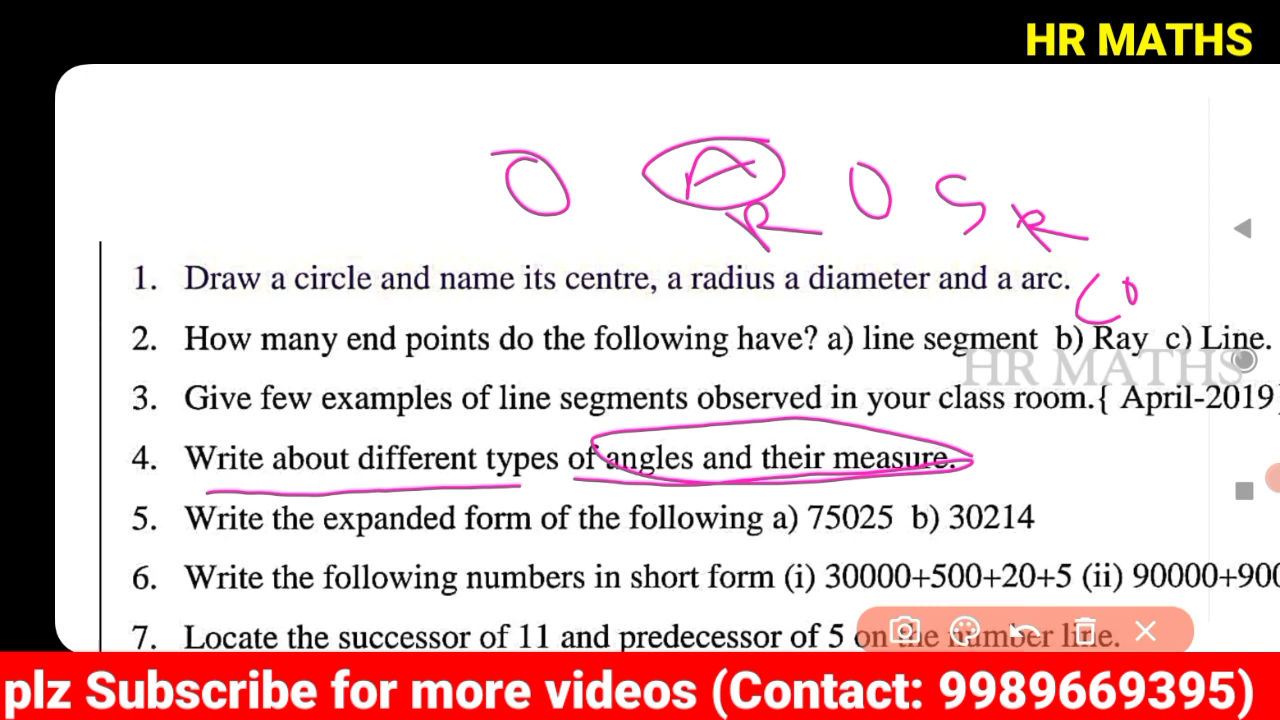 HR MATHS
O A O S
R R
1. Draw a circle and name its centre, a radius a diameter and a arc.
2. How many end points do the following have? a) line segment b) Ray c) Line.
HR MATHS
3. Give few examples of line segments observed in your class room.{ April-2019
4. Write about different types of angles and their measure.
5. Write the expanded form of the following a) 75025 b) 30214
6. Write the following numbers in short form (i) 30000+500+20+5 (ii) 90000+900
7. Locate the successor of 11 and predecessor of 5 on the number line.
plz Subscribe for more videos (Contact: 9989669395)